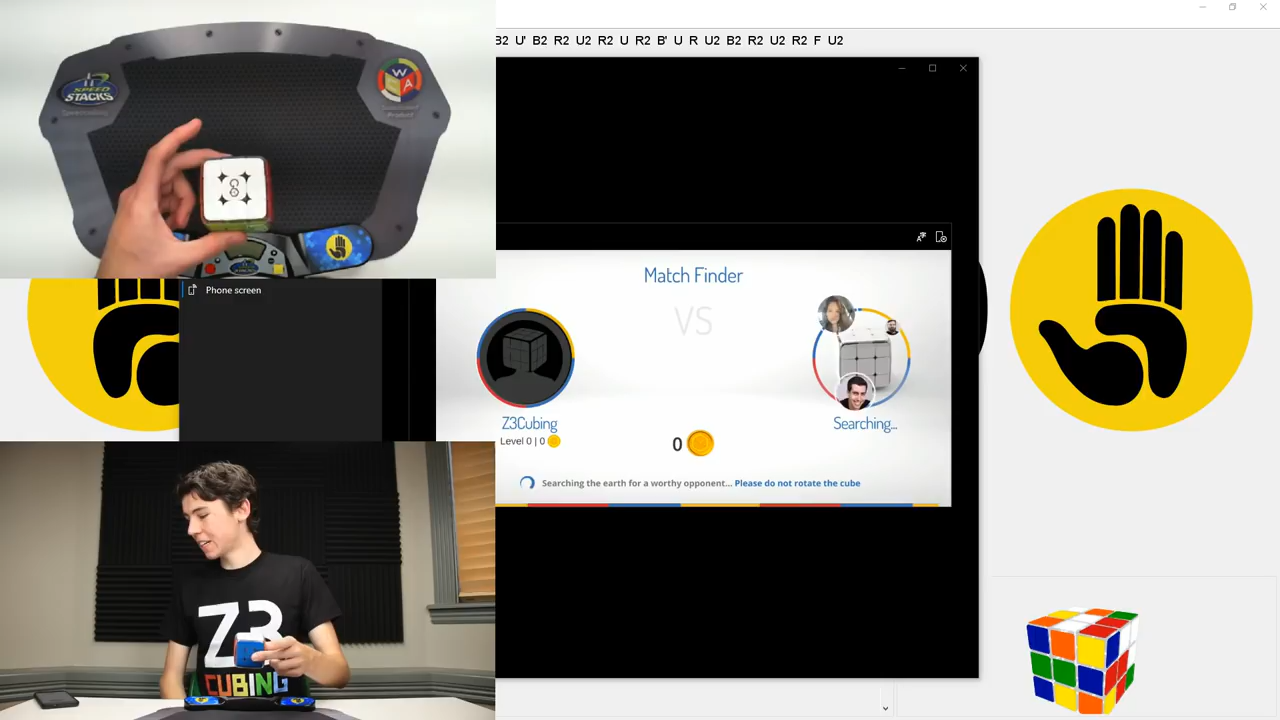 B2 U' B2 R2 U2 R2 U R2 B' U R U2 B2 R2 U2 R2 F U2
SPEED
STACKS
W
C
A
Phone screen
Match Finder
VS
Z3Cubing
Level 0 | 0
0
Searching...
Searching the earth for a worthy opponent... Please do not rotate the cube
Z3
CUBING